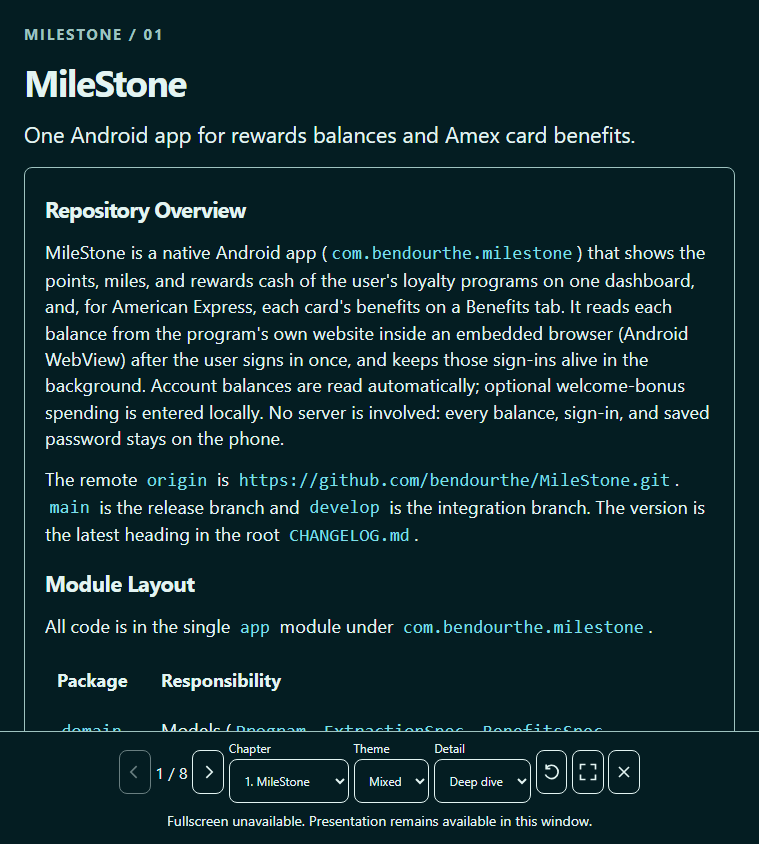 MILESTONE / 01
MileStone
One Android app for rewards balances and Amex card benefits.
Repository Overview
MileStone is a native Android app ( com.bendourthe.milestone ) that shows the
points, miles, and rewards cash of the user's loyalty programs on one dashboard,
and, for American Express, each card's benefits on a Benefits tab. It reads each
balance from the program's own website inside an embedded browser (Android
WebView) after the user signs in once, and keeps those sign-ins alive in the
background. Account balances are read automatically; optional welcome-bonus
spending is entered locally. No server is involved: every balance, sign-in, and saved
password stays on the phone.
The remote origin is https://github.com/bendourthe/MileStone.git .
main is the release branch and develop is the integration branch. The version is
the latest heading in the root CHANGELOG.md .
Module Layout
All code is in the single app module under com.bendourthe.milestone .
Package Responsibility
domain Models ( Program, ExtractionSpec, BenefitsSpec,
Chapter Theme Detail
1 / 8 1. MileStone Mixed Deep dive
Fullscreen unavailable. Presentation remains available in this window.